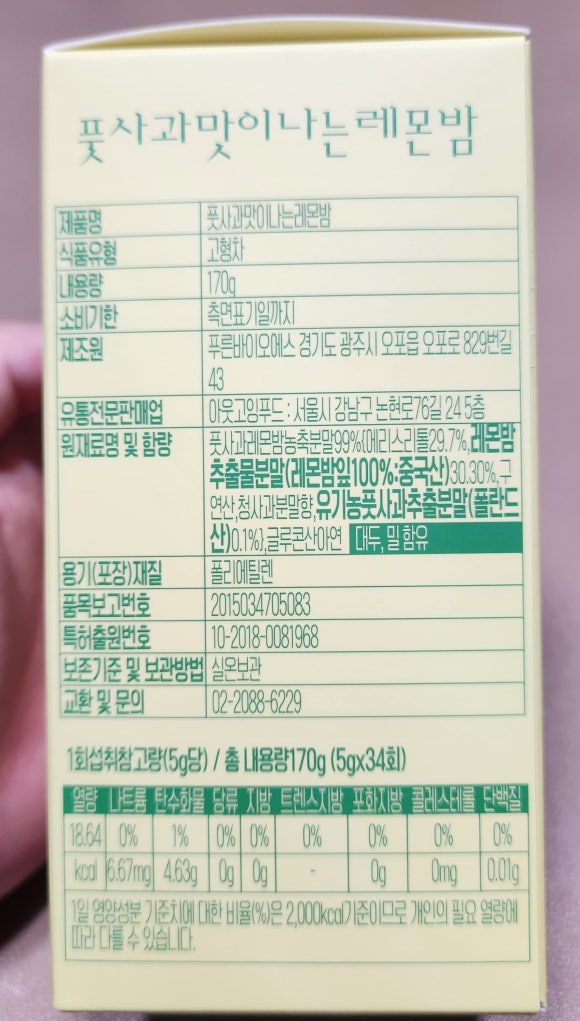 풋사과맛이나는레몬밤
제품명 풋사과맛이나는레몬밤
식품유형 고형차
내용량 170g
소비기한 측면표기일까지
제조원 푸른바이오에스 경기도 광주시 오포읍 오포로 829번길
43
유통전문판매업 아웃고잉푸드 : 서울시 강남구 논현로76길 24 5층
원재료명 및 함량 풋사과레몬밤농축분말99%{에리스리톨29.7%,레몬밤
추출물분말(레몬밤잎100%:중국산)30.30%,구
연산,청사과분말향,유기농풋사과추출분말(폴란드
산)0.1%},글루콘산아연 대두, 밀 함유
용기(포장)재질 폴리에틸렌
품목보고번호 2015034705083
특허출원번호 10-2018-0081968
보존기준 및 보관방법 실온보관
교환 및 문의 02-2088-6229
1회섭취참고량(5g당) / 총 내용량170g (5gx34회)
열량 나트륨 탄수화물 당류 지방 트렌스지방 포화지방 콜레스테롤 단백질
18.64 0% 1% 0% 0% 0% 0% 0% 0%
kcal 6.67mg 4.63g 0g 0g - 0g 0mg 0.01g
1일 영양성분 기준치에 대한 비율(%)은 2,000kcal기준이므로 개인의 필요 열량에
따라 다를 수 있습니다.